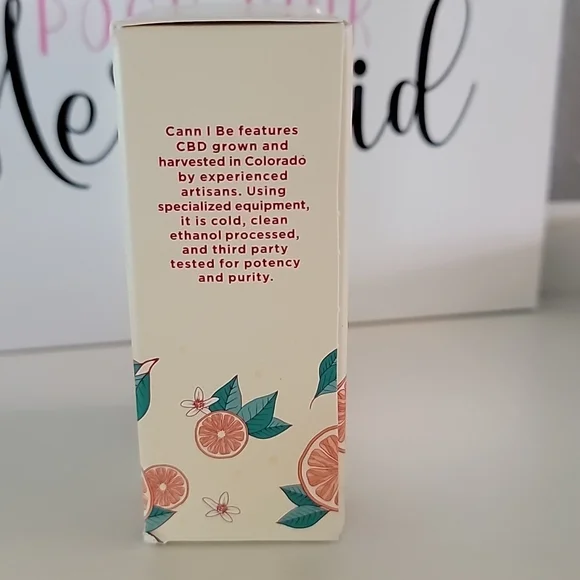 Cann I Be features
CBD grown and
harvested in Colorado
by experienced
artisans. Using
specialized equipment,
it is cold, clean
ethanol processed,
and third party
tested for potency
and purity.